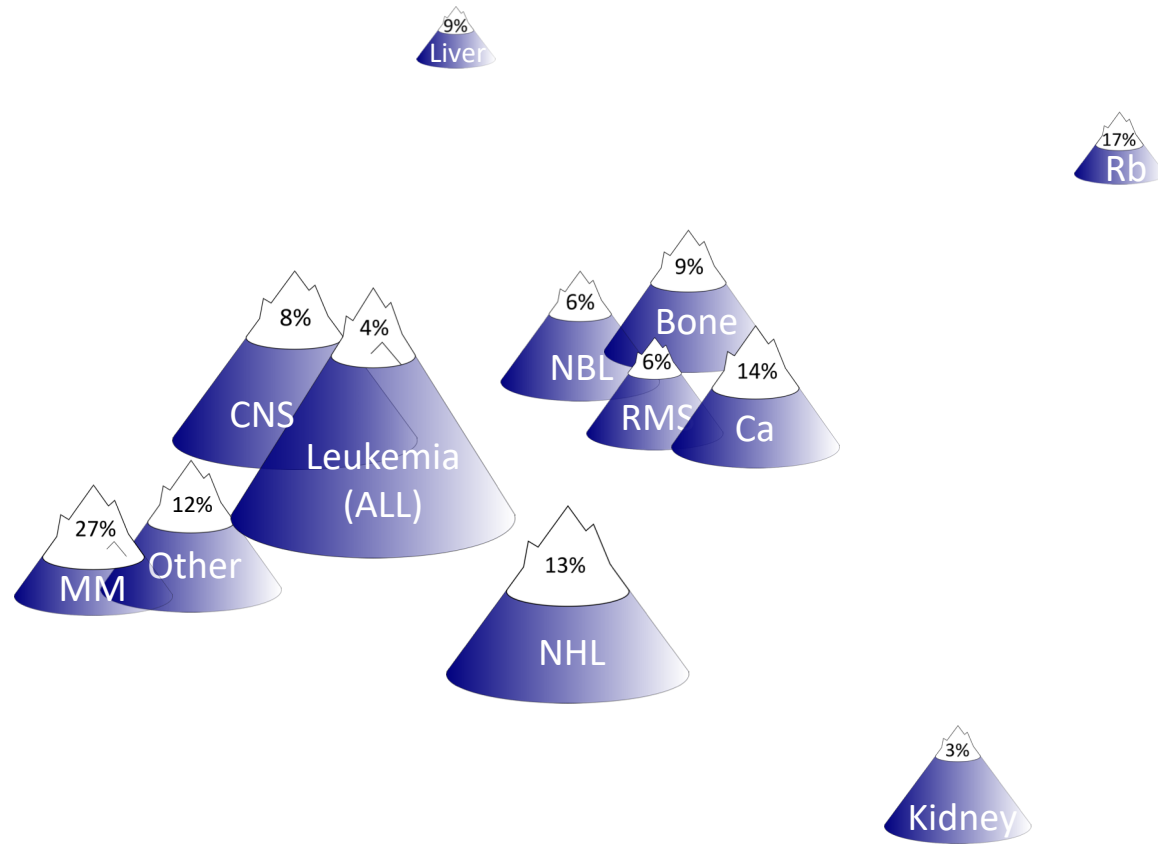 9%
Liver
17%
Rb
9%
Bone
8%
CNS
4%
Leukemia
(ALL)
6%
NBL
6%
RMS
14%
Ca
27%
MM
12%
Other
13%
NHL
3%
Kidney